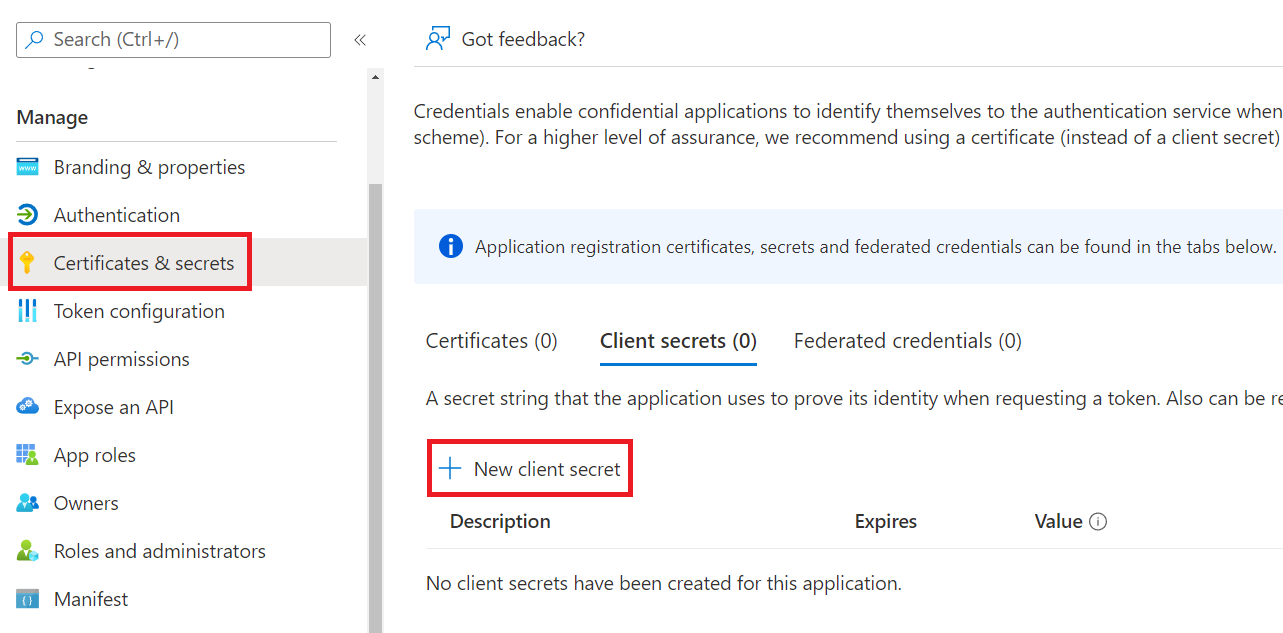 Search (Ctrl+/)
Manage
Branding & properties
Authentication
Certificates & secrets
Token configuration
API permissions
Expose an API
App roles
Owners
Roles and administrators
Manifest
Got feedback?
Credentials enable confidential applications to identify themselves to the authentication service when
scheme). For a higher level of assurance, we recommend using a certificate (instead of a client secret)
Application registration certificates, secrets and federated credentials can be found in the tabs below.
Certificates (0) Client secrets (0) Federated credentials (0)
A secret string that the application uses to prove its identity when requesting a token. Also can be re
New client secret
Description Expires Value
No client secrets have been created for this application.